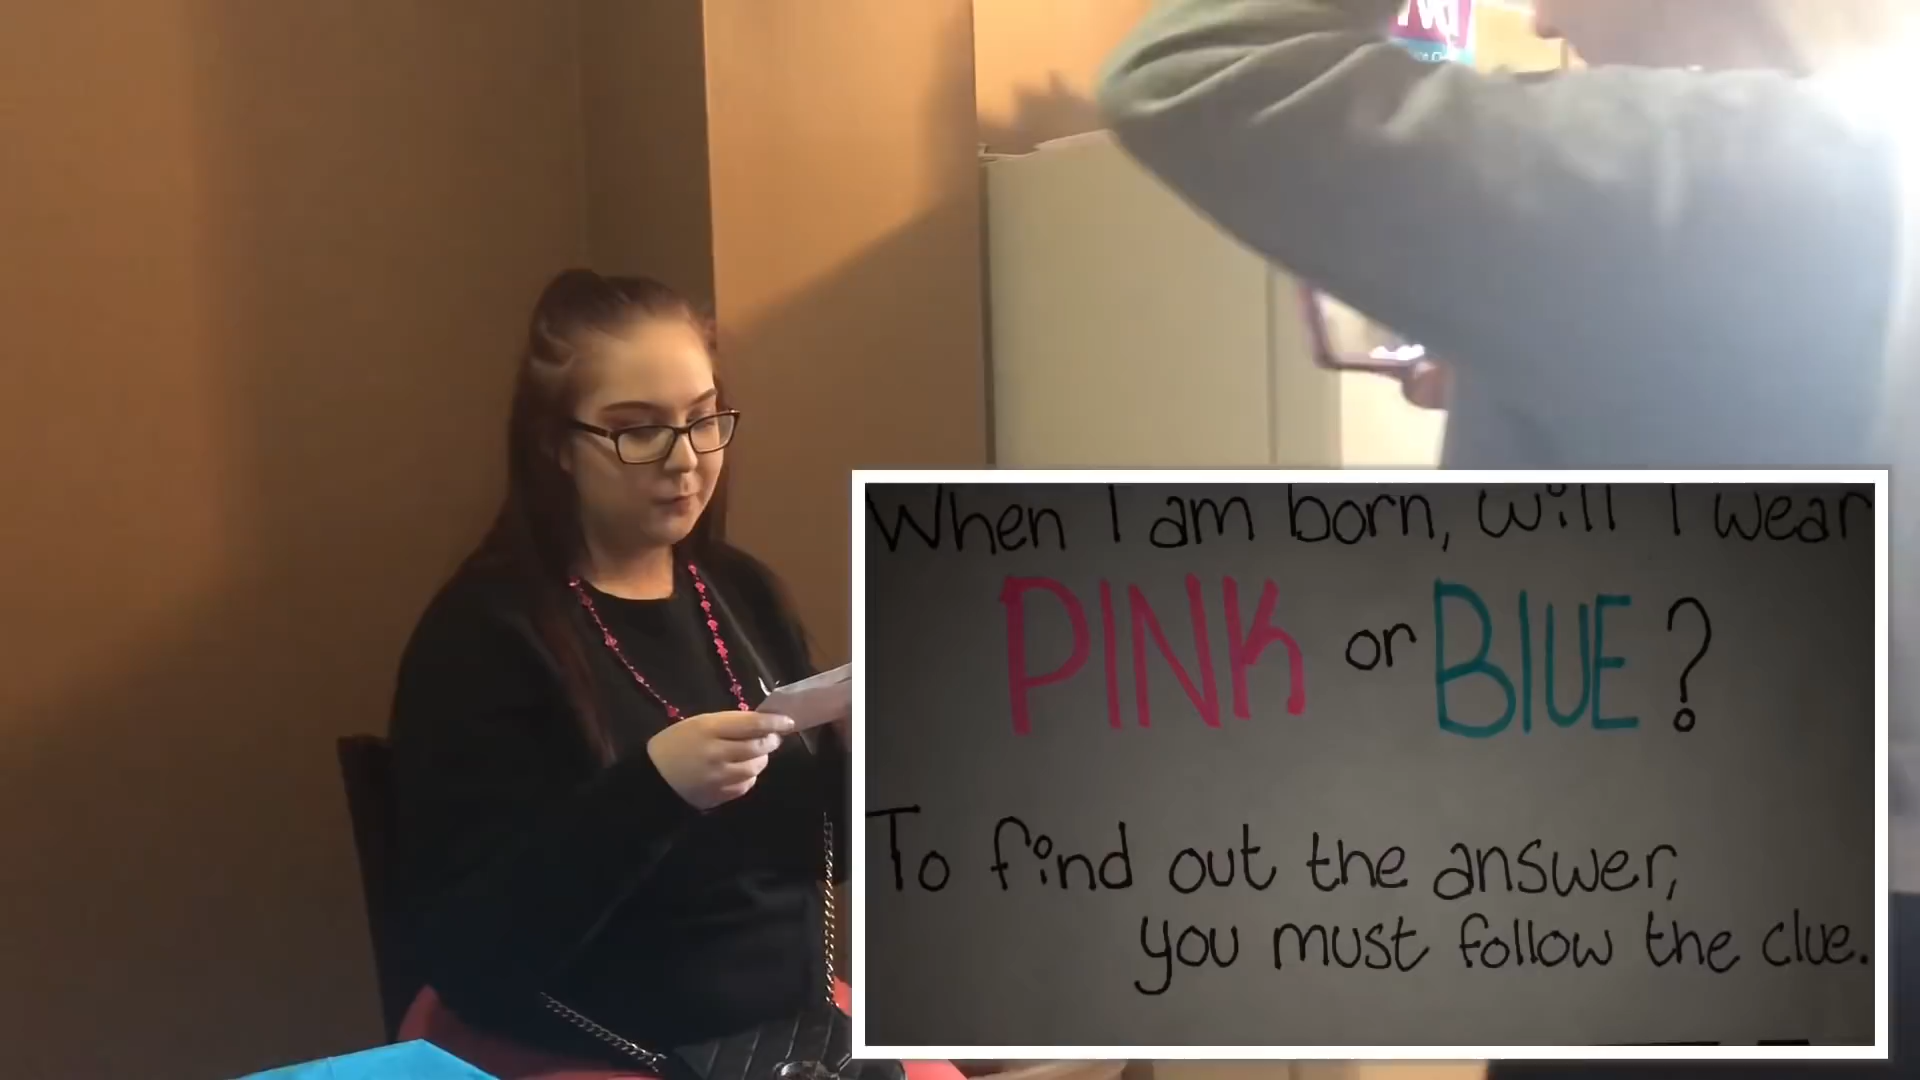 When I am born, will I wear
PINK or BLUE?
To find out the answer,
you must follow the clue.